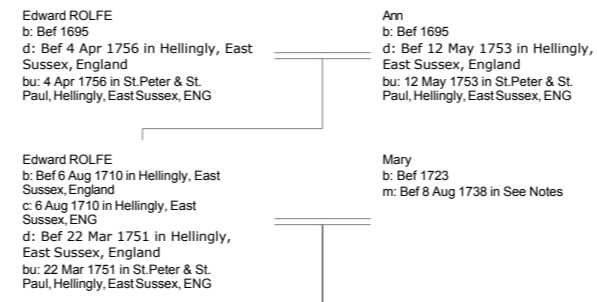 Edward ROLFE
b: Bef 1695
d: Bef 4 Apr 1756 in Hellingly, East
Sussex, England
bu: 4 Apr 1756 in St.Peter & St.
Paul, Hellingly, East Sussex, ENG
Ann
b: Bef 1695
d: Bef 12 May 1753 in Hellingly,
East Sussex, England
bu: 12 May 1753 in St.Peter & St.
Paul, Hellingly, East Sussex, ENG
Edward ROLFE
b: Bef 6 Aug 1710 in Hellingly, East
Sussex, England
c: 6 Aug 1710 in Hellingly, East
Sussex, ENG
d: Bef 22 Mar 1751 in Hellingly,
East Sussex, England
bu: 22 Mar 1751 in St.Peter & St.
Paul, Hellingly, East Sussex, ENG
Mary
b: Bef 1723
m: Bef 8 Aug 1738 in See Notes